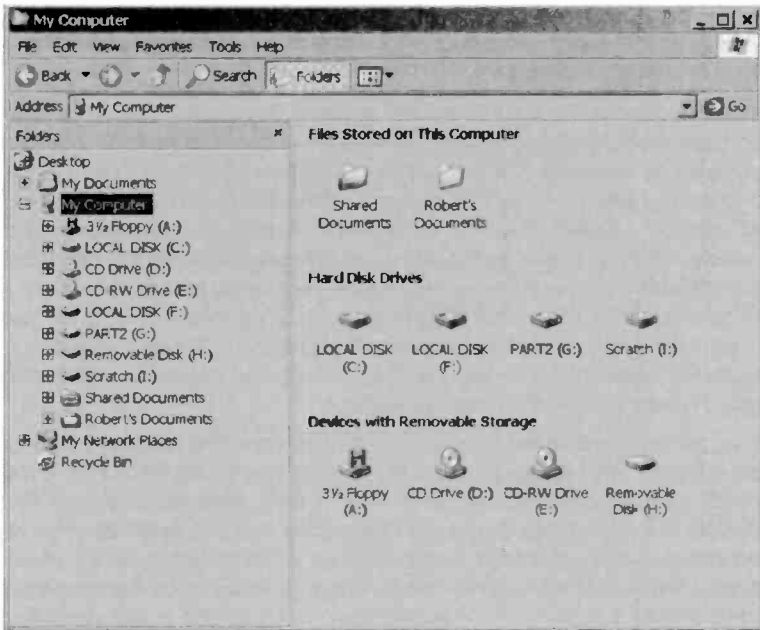 My Computer
File Edit View Favorites Tools Help
Back Search Folders
Address My Computer Go
Folders
Desktop
My Documents
My Computer
3½ Floppy (A:)
LOCAL DISK (C:)
CD Drive (D:)
CD-RW Drive (E:)
LOCAL DISK (F:)
PART2 (G:)
Removable Disk (H:)
Scratch (I:)
Shared Documents
Robert's Documents
My Network Places
Recycle Bin
Files Stored on This Computer
Shared Documents
Robert's Documents
Hard Disk Drives
LOCAL DISK (C:)
LOCAL DISK (F:)
PART2 (G:)
Scratch (I:)
Devices with Removable Storage
3½ Floppy (A:)
CD Drive (D:)
CD-RW Drive (E:)
Removable Disk (H:)